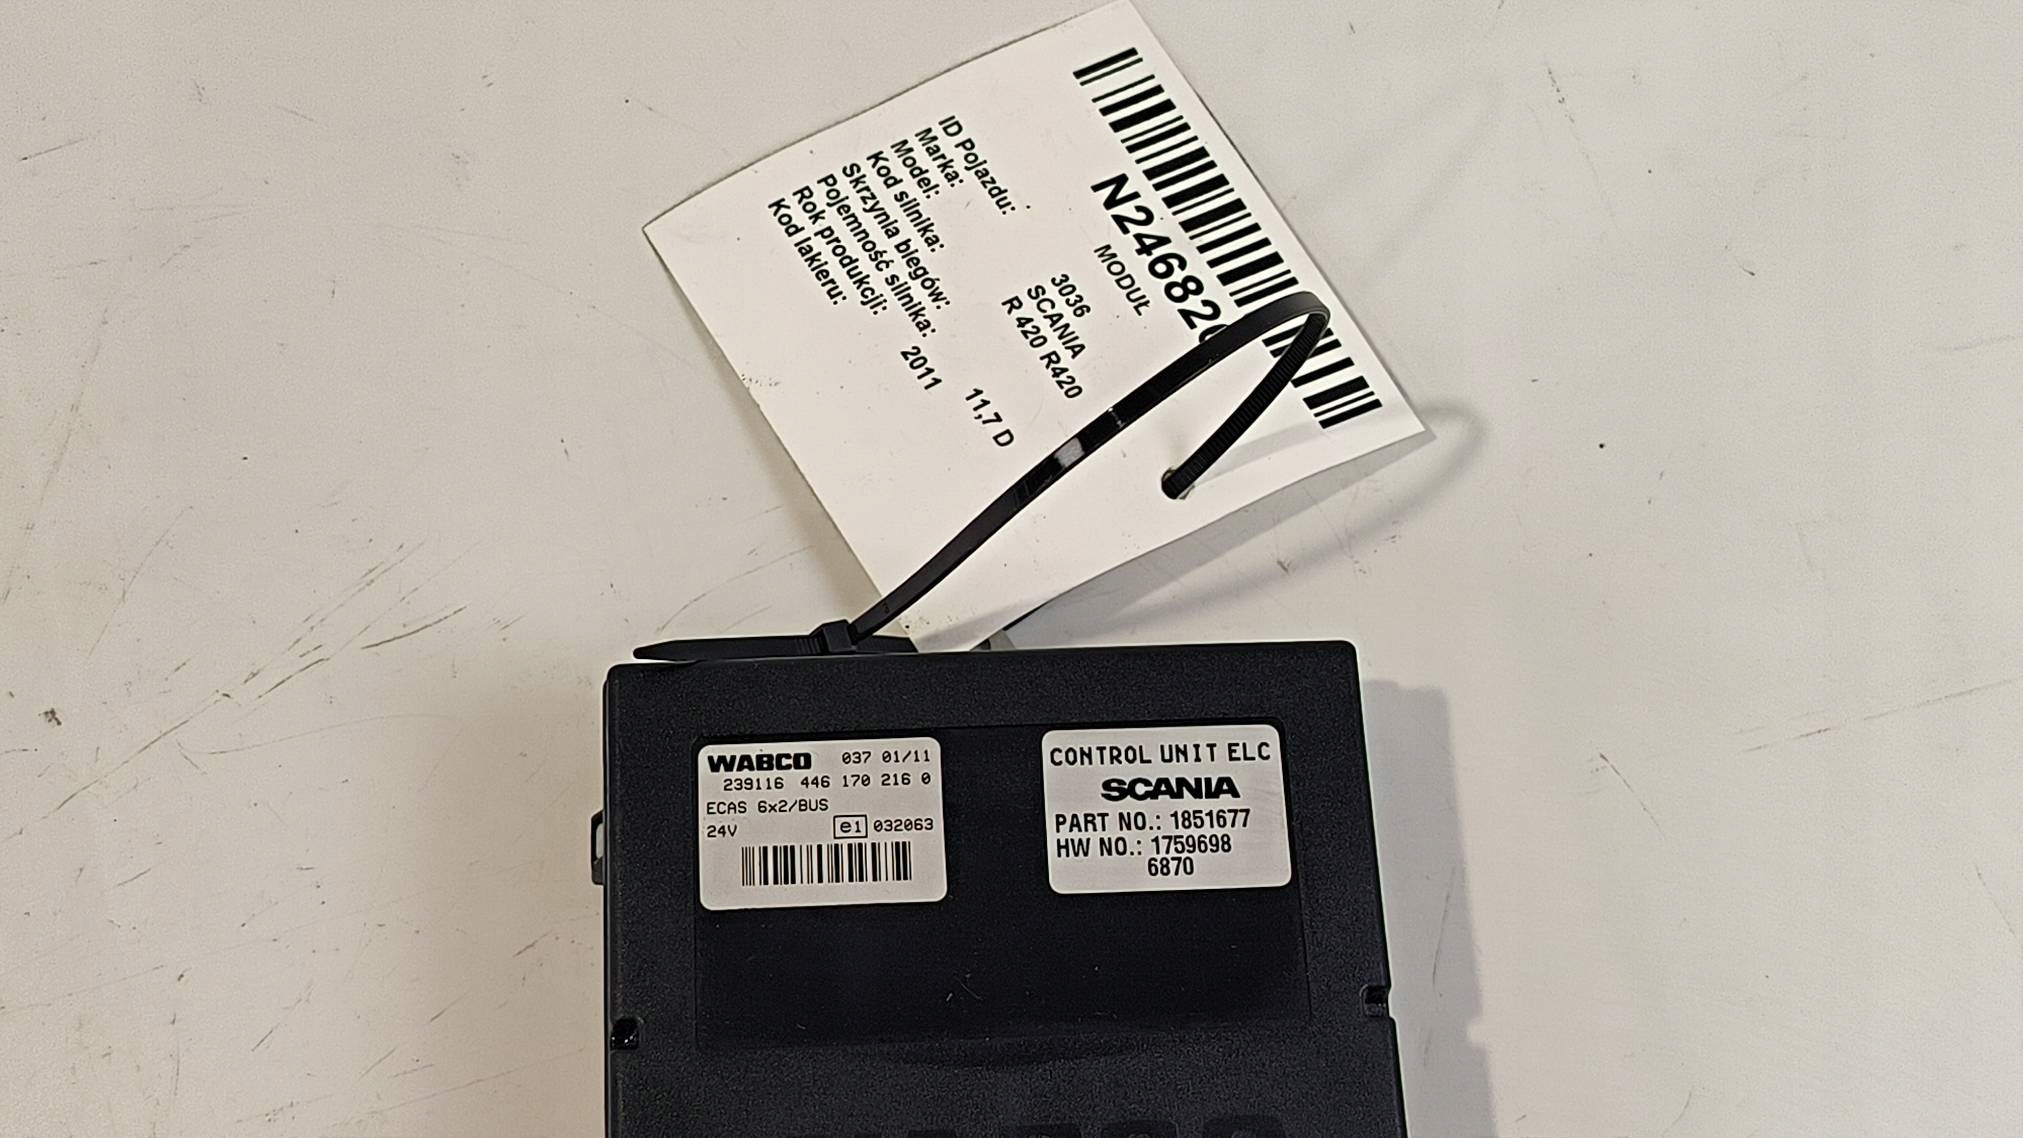 N24682
MODUŁ
ID Pojazdu: 3036
Marka: SCANIA
Model: R 420 R420
Kod silnika:
Skrzynia biegów:
Pojemność silnika: 11,7 D
Rok produkcji: 2011
Kod lakieru:
WABCO 037 01/11
239116 446 170 216 0
ECAS 6x2/BUS
24V e1 032063
CONTROL UNIT ELC
SCANIA
PART NO.: 1851677
HW NO.: 1759698
6870